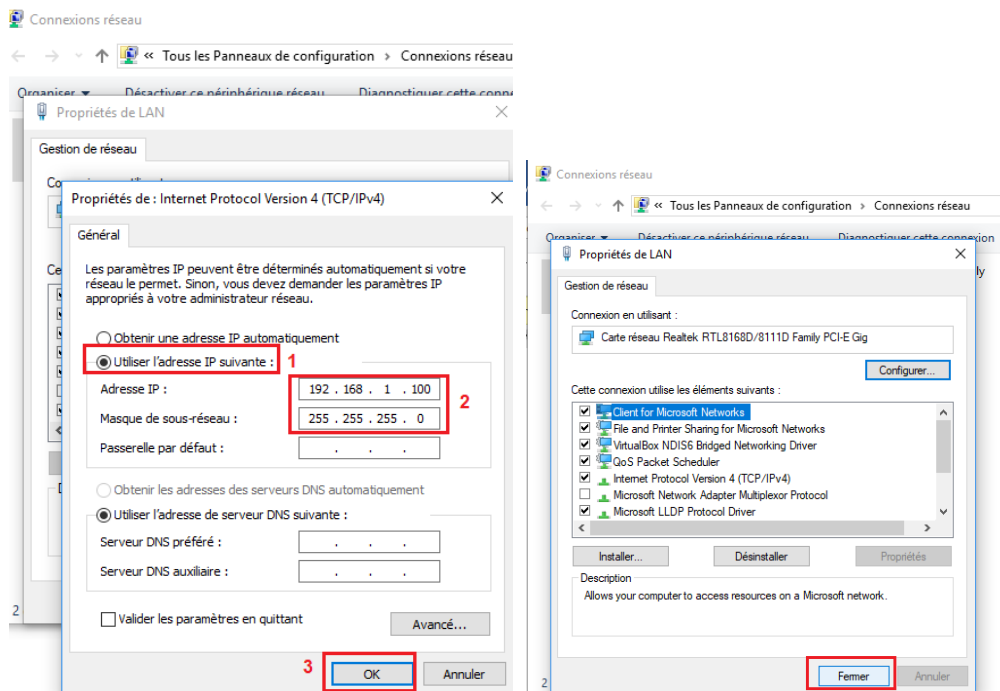 Connexions réseau
« Tous les Panneaux de configuration > Connexions réseau
Organiser Désactiver ce périphérique réseau Diagnostiquer cette conne
Propriétés de LAN
Gestion de réseau
Co
Propriétés de : Internet Protocol Version 4 (TCP/IPv4)
Général
Ce
Les paramètres IP peuvent être déterminés automatiquement si votre
réseau le permet. Sinon, vous devez demander les paramètres IP
appropriés à votre administrateur réseau.
Obtenir une adresse IP automatiquement
Utiliser l'adresse IP suivante : 1
Adresse IP : 192 . 168 . 1 . 100
2
Masque de sous-réseau : 255 . 255 . 255 . 0
Passerelle par défaut : . . .
Obtenir les adresses des serveurs DNS automatiquement
Utiliser l'adresse de serveur DNS suivante :
Serveur DNS préféré : . . .
Serveur DNS auxiliaire : . . .
Valider les paramètres en quittant
Avancé...
2
3 OK Annuler
Connexions réseau
« Tous les Panneaux de configuration > Connexions réseau
Organiser Désactiver ce périphérique réseau Diagnostiquer cette connexion
Propriétés de LAN
ly
Gestion de réseau
Connexion en utilisant :
Carte réseau Realtek RTL8168D/8111D Family PCI-E Gig
Configurer...
Cette connexion utilise les éléments suivants :
Client for Microsoft Networks
File and Printer Sharing for Microsoft Networks
VirtualBox NDIS6 Bridged Networking Driver
QoS Packet Scheduler
Internet Protocol Version 4 (TCP/IPv4)
Microsoft Network Adapter Multiplexor Protocol
Microsoft LLDP Protocol Driver
Installer... Désinstaller Propriétés
Description
Allows your computer to access resources on a Microsoft network.
2
Fermer Annuler